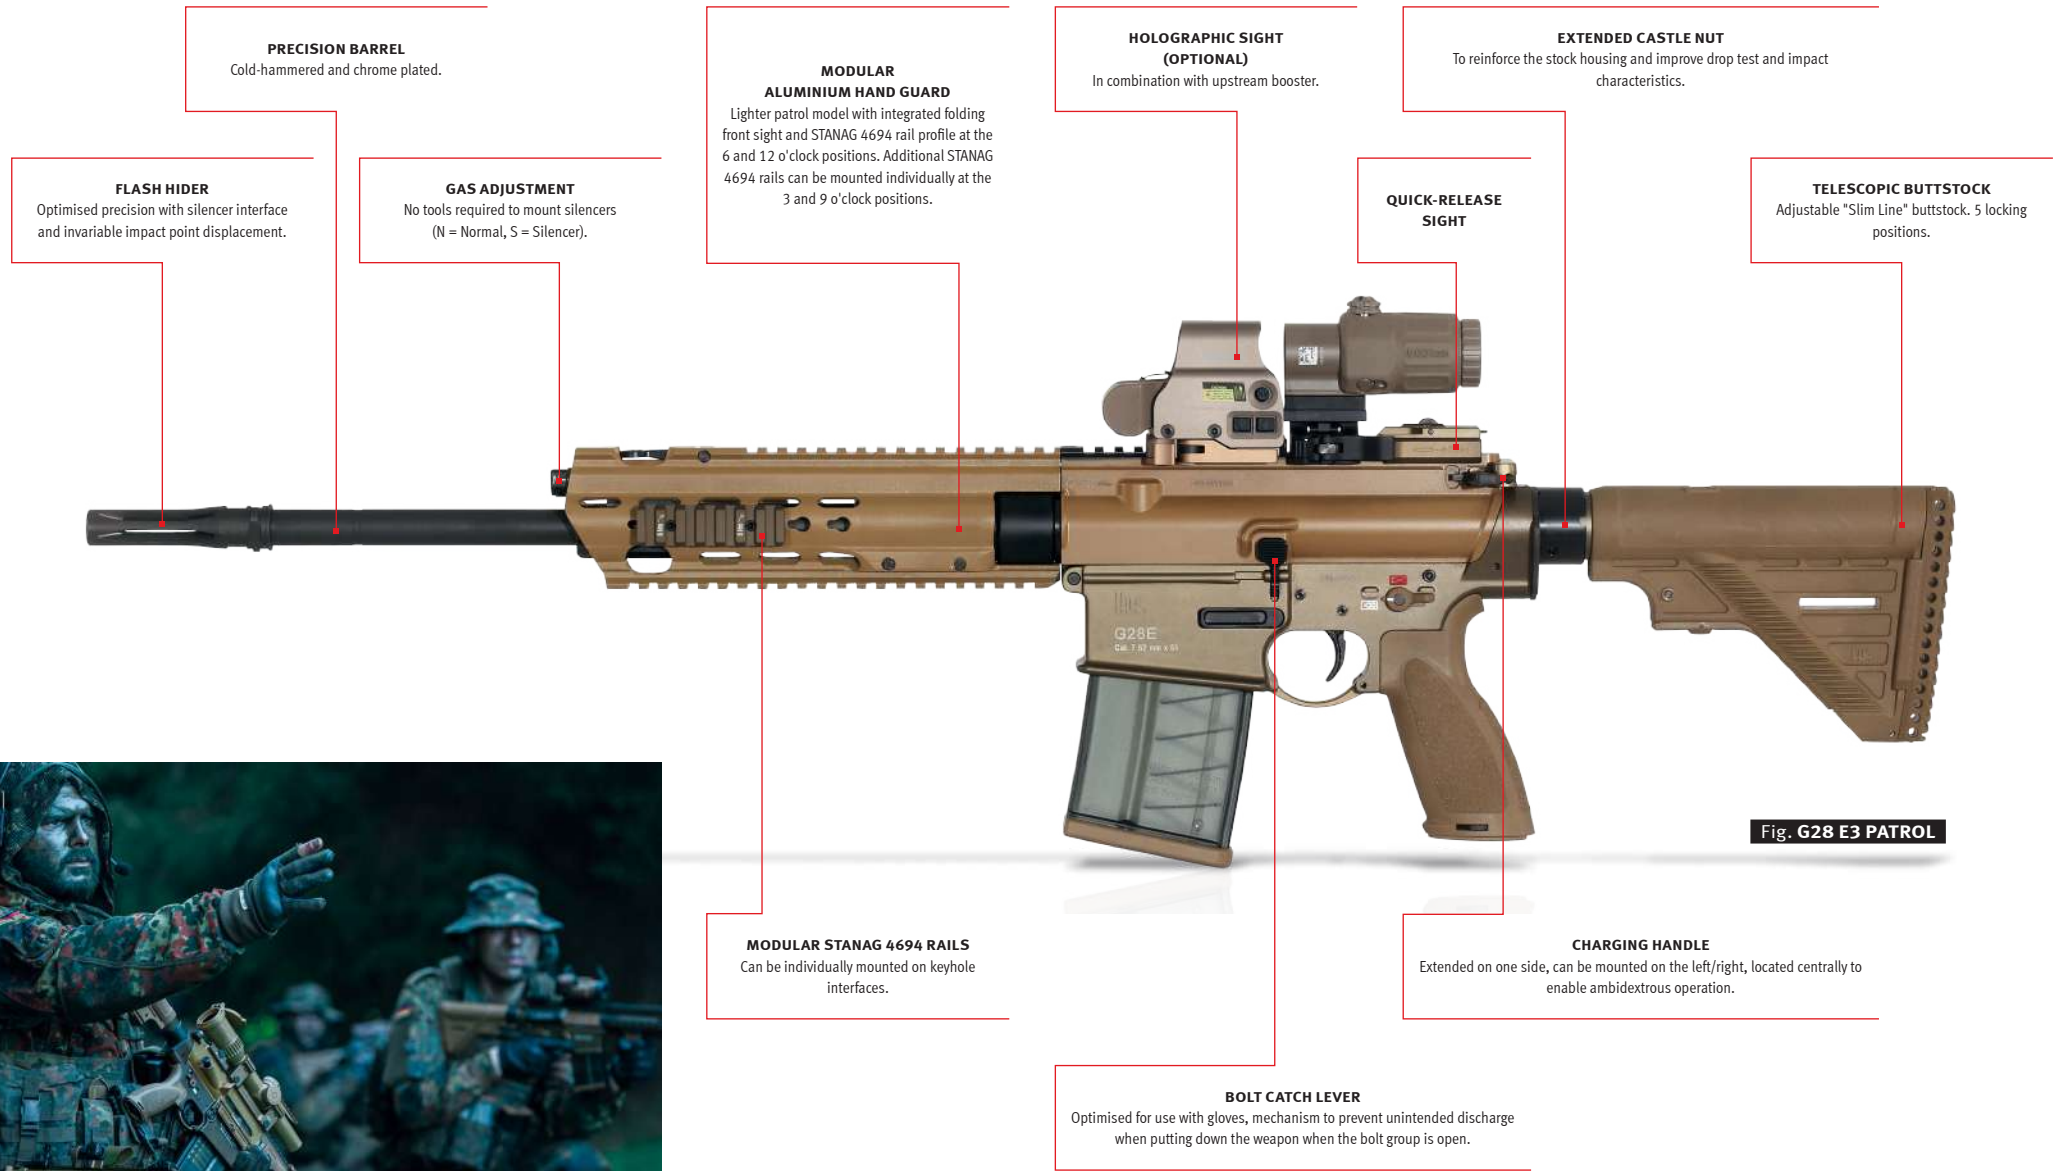 PRECISION BARREL
Cold-hammered and chrome plated.
MODULAR
ALUMINIUM HAND GUARD
Lighter patrol model with integrated folding
front sight and STANAG 4694 rail profile at the
6 and 12 o'clock positions. Additional STANAG
4694 rails can be mounted individually at the
3 and 9 o'clock positions.
HOLOGRAPHIC SIGHT
(OPTIONAL)
In combination with upstream booster.
EXTENDED CASTLE NUT
To reinforce the stock housing and improve drop test and impact
characteristics.
FLASH HIDER
Optimised precision with silencer interface
and invariable impact point displacement.
GAS ADJUSTMENT
No tools required to mount silencers
(N = Normal, S = Silencer).
QUICK-RELEASE
SIGHT
TELESCOPIC BUTTSTOCK
Adjustable "Slim Line" buttstock. 5 locking
positions.
G28E
Cal. 7.62 mm x 51
Fig. G28 E3 PATROL
MODULAR STANAG 4694 RAILS
Can be individually mounted on keyhole
interfaces.
CHARGING HANDLE
Extended on one side, can be mounted on the left/right, located centrally to
enable ambidextrous operation.
BOLT CATCH LEVER
Optimised for use with gloves, mechanism to prevent unintended discharge
when putting down the weapon when the bolt group is open.